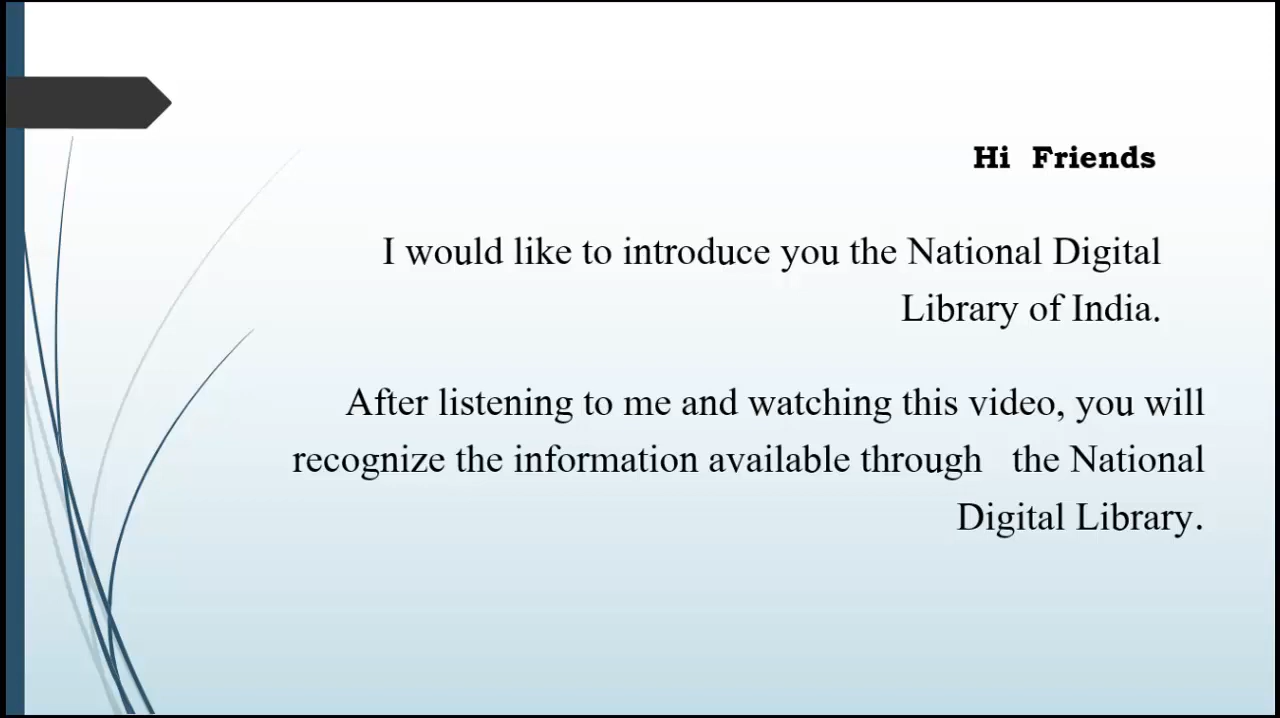 Hi Friends
I would like to introduce you the National Digital
Library of India.
After listening to me and watching this video, you will
recognize the information available through the National
Digital Library.